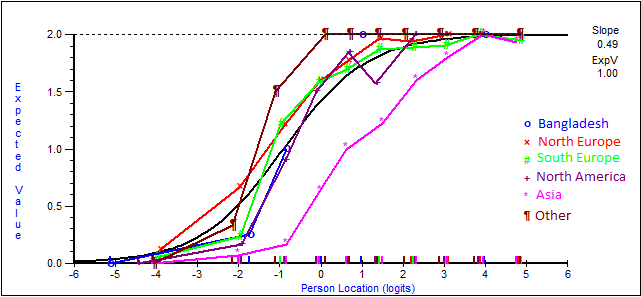 Slope
0.49
ExpV
1.00
2.0
1.5
1.0
0.5
0.0
Expected Value
-6 -5 -4 -3 -2 -1 0 1 2 3 4 5 6
Person Location (logits)
o Bangladesh
× North Europe
# South Europe
+ North America
* Asia
¶ Other